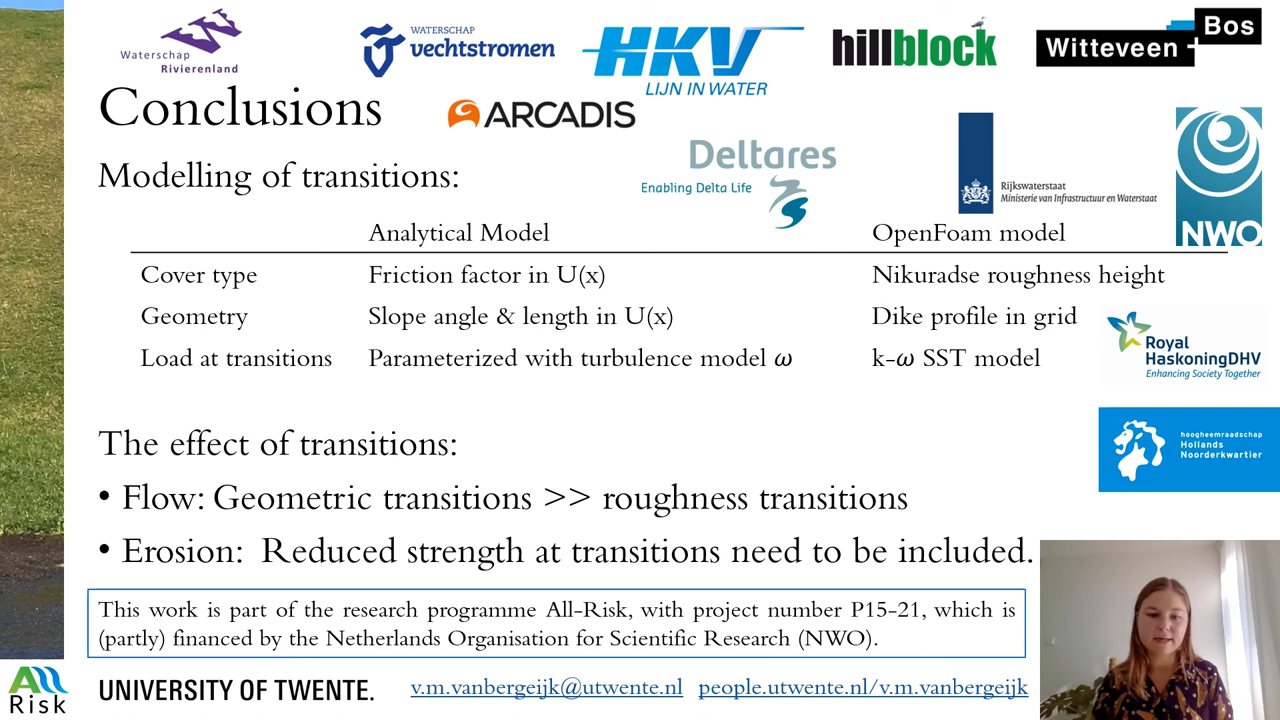 Waterschap
Rivierenland
WATERSCHAP
vechtstromen
HKV
LIJN IN WATER
hillblock
Witteveen +
Bos
Conclusions
ARCADIS
Deltares
Enabling Delta Life
Rijkswaterstaat
Ministerie van Infrastructuur en Waterstaat
NWO
Modelling of transitions:
Analytical Model OpenFoam model
Cover type Friction factor in U(x) Nikuradse roughness height
Geometry Slope angle & length in U(x) Dike profile in grid
Load at transitions Parameterized with turbulence model ω k-ω SST model
Royal
HaskoningDHV
Enhancing Society Together
hoogheemraadschap
Hollands
Noorderkwartier
The effect of transitions:
• Flow: Geometric transitions >> roughness transitions
• Erosion: Reduced strength at transitions need to be included.
This work is part of the research programme All-Risk, with project number P15-21, which is
(partly) financed by the Netherlands Organisation for Scientific Research (NWO).
All
Risk
UNIVERSITY OF TWENTE.
v.m.vanbergeijk@utwente.nl people.utwente.nl/v.m.vanbergeijk